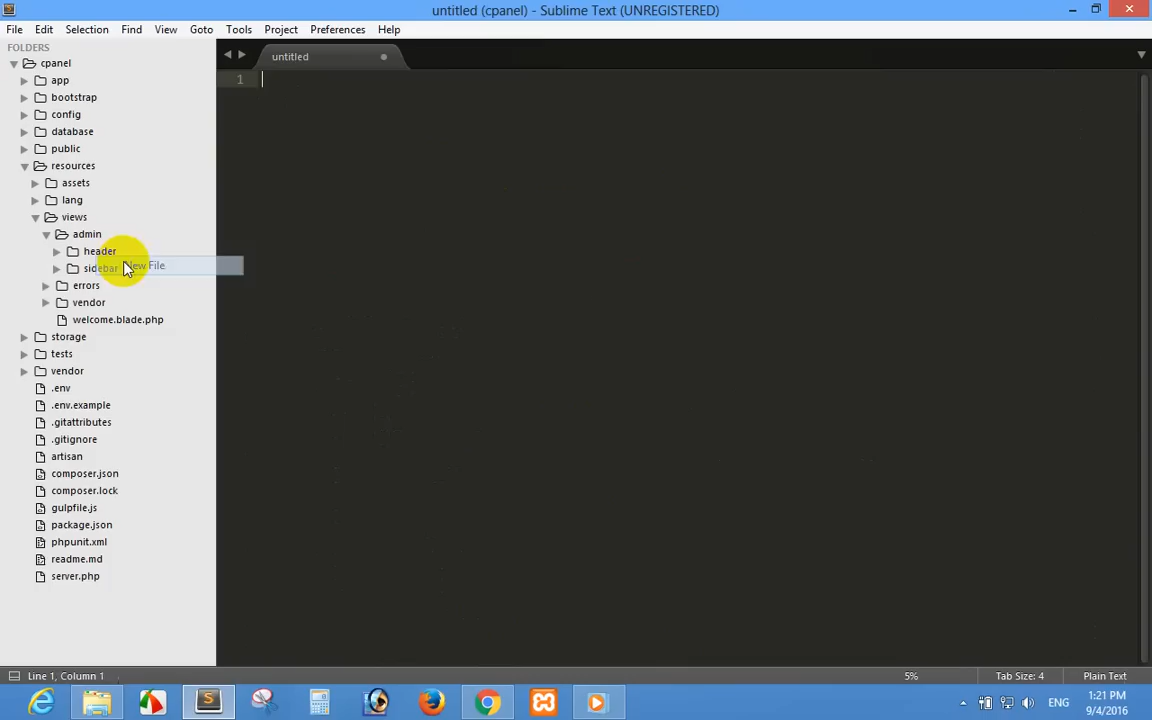 untitled (cpanel) - Sublime Text (UNREGISTERED)
File Edit Selection Find View Goto Tools Project Preferences Help
FOLDERS
untitled
cpanel
1
app
bootstrap
config
database
public
resources
assets
lang
views
admin
header
New File
sidebar
errors
vendor
welcome.blade.php
storage
tests
vendor
.env
.env.example
.gitattributes
.gitignore
artisan
composer.json
composer.lock
gulpfile.js
package.json
phpunit.xml
readme.md
server.php
Line 1, Column 1 5% Tab Size: 4 Plain Text
ENG
1:21 PM
9/4/2016